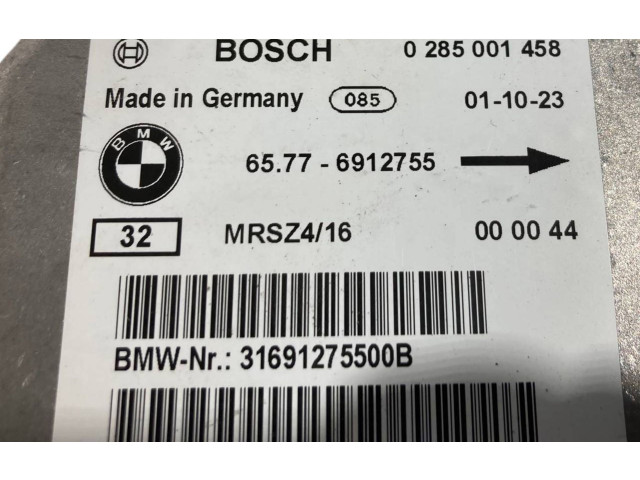 BOSCH 0 285 001 458
Made in Germany 085 01-10-23
BMW 65.77 - 6912755
32 MRSZ4/16 00 00 44
BMW-Nr.: 31691275500B